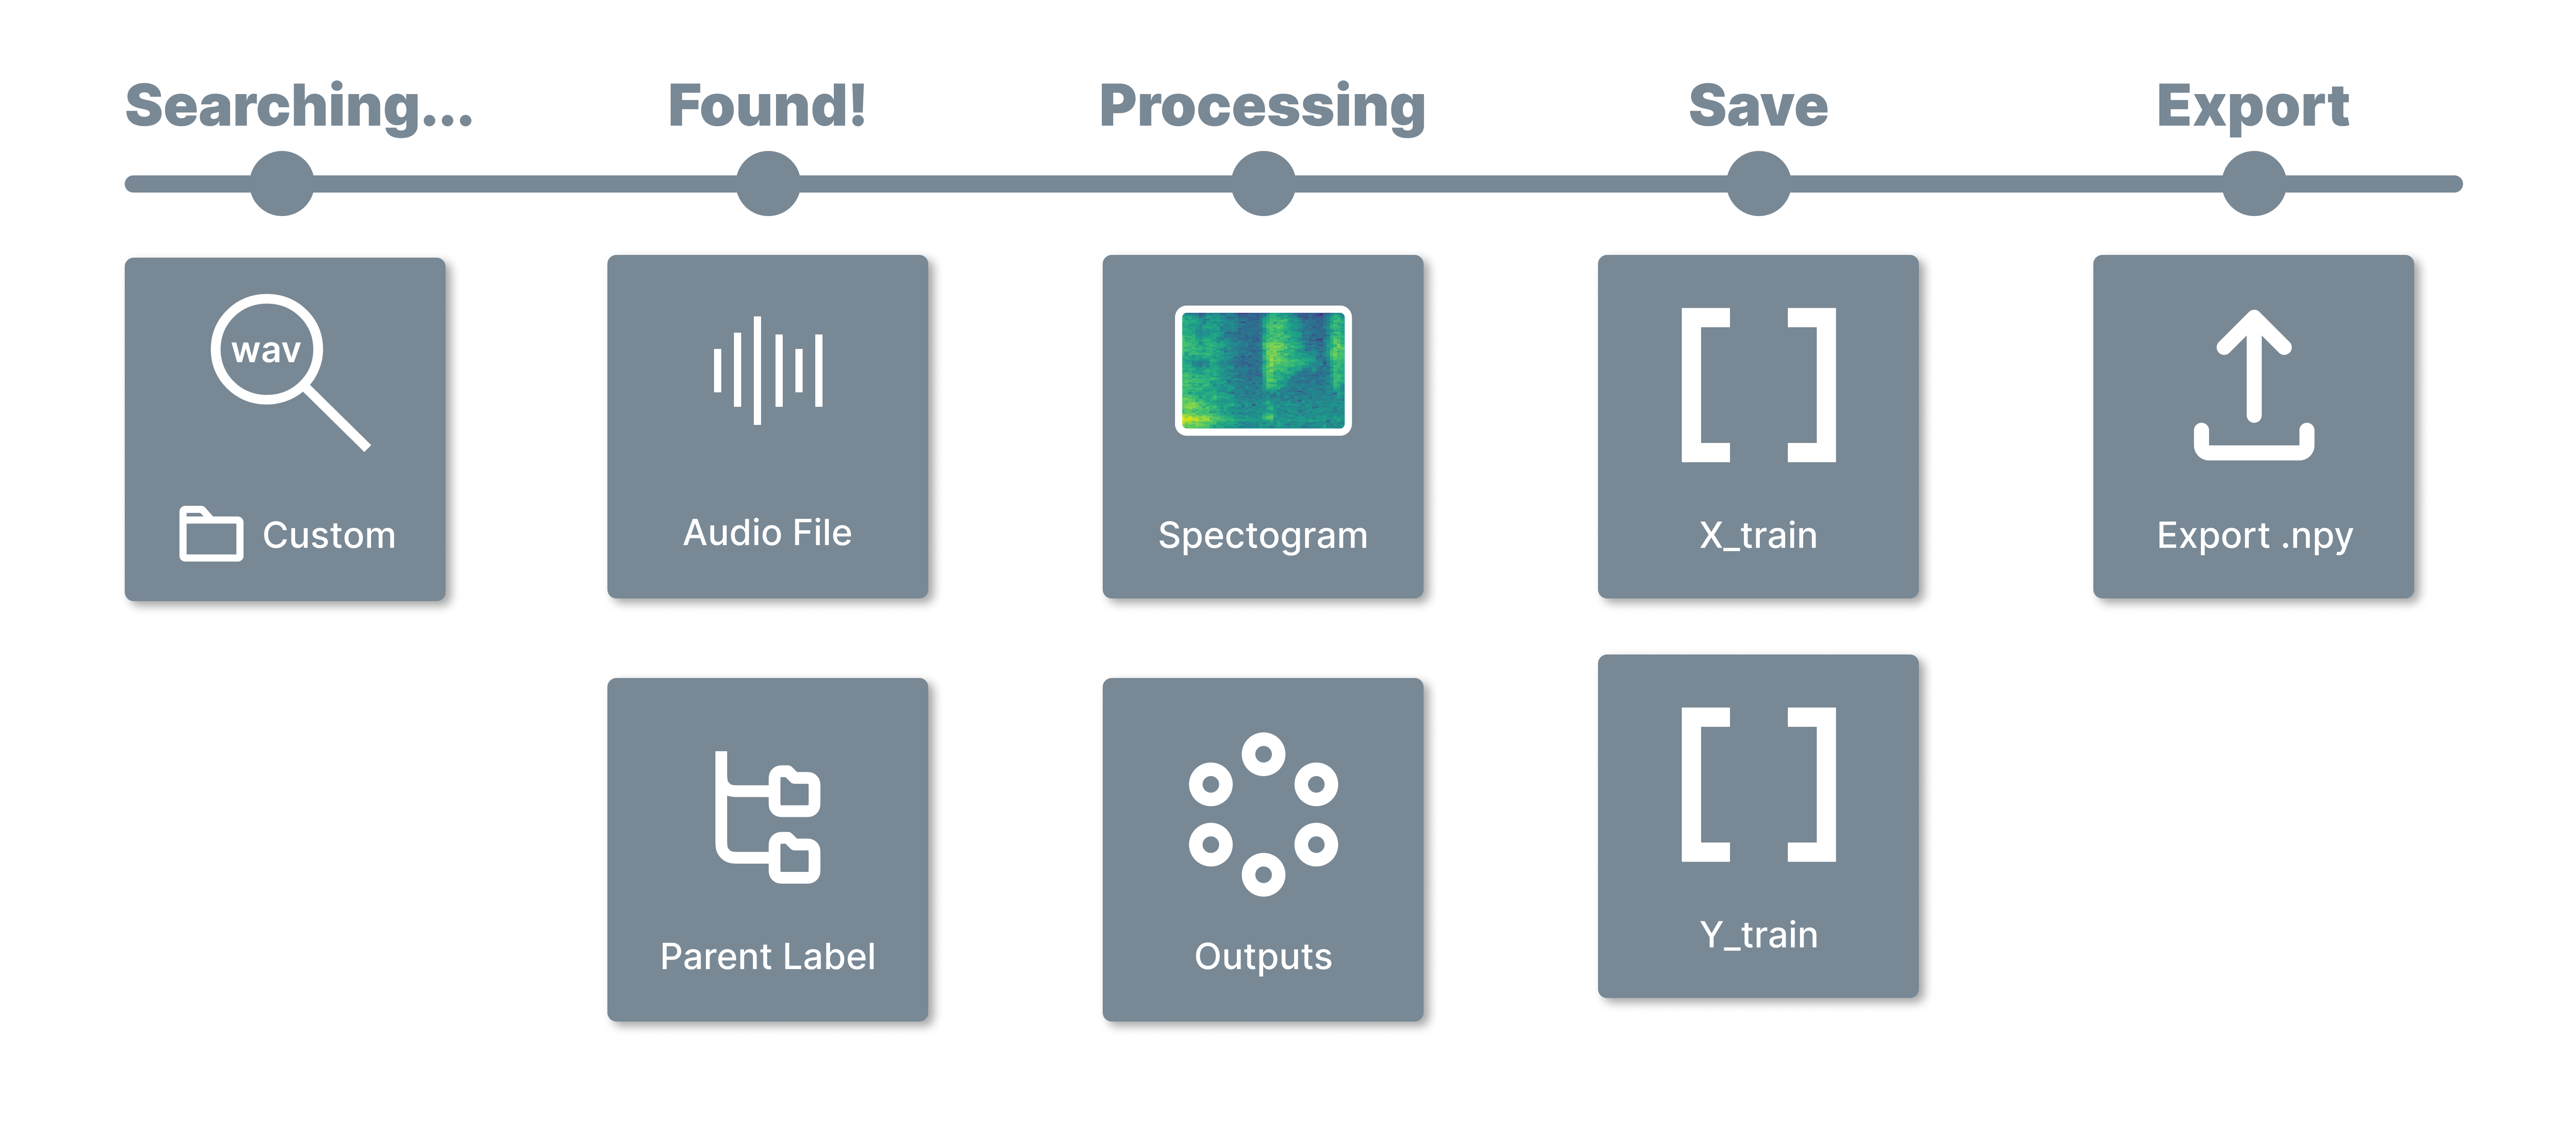 Searching...
Found!
Processing
Save
Export
wav
Custom
Audio File
Spectogram
X_train
Export .npy
Parent Label
Outputs
Y_train